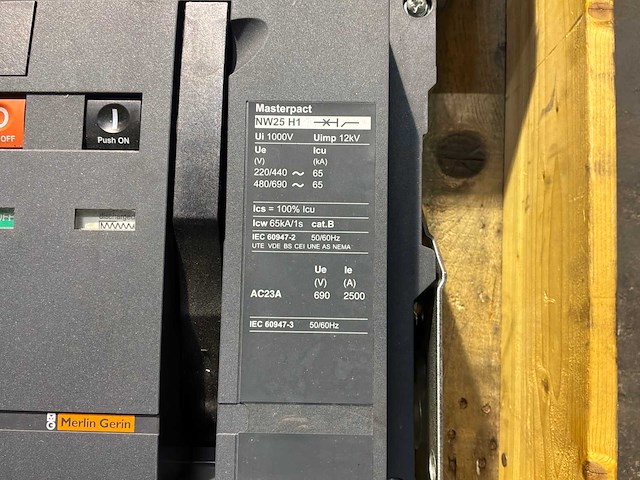 OFF
Push ON
OFF
discharged
Merlin Gerin
Masterpact
NW25 H1
Ui 1000V Uimp 12kV
Ue Icu
(V) (kA)
220/440 ~ 65
480/690 ~ 65
Ics = 100% Icu
Icw 65kA/1s cat.B
IEC 60947-2 50/60Hz
UTE VDE BS CEI UNE AS NEMA
Ue Ie
(V) (A)
AC23A 690 2500
IEC 60947-3 50/60Hz